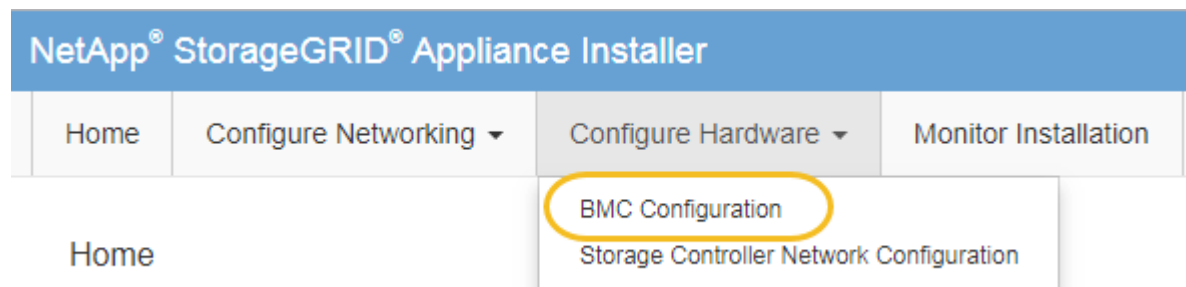 NetApp® StorageGRID® Appliance Installer
Home Configure Networking Configure Hardware Monitor Installation
BMC Configuration
Home
Storage Controller Network Configuration